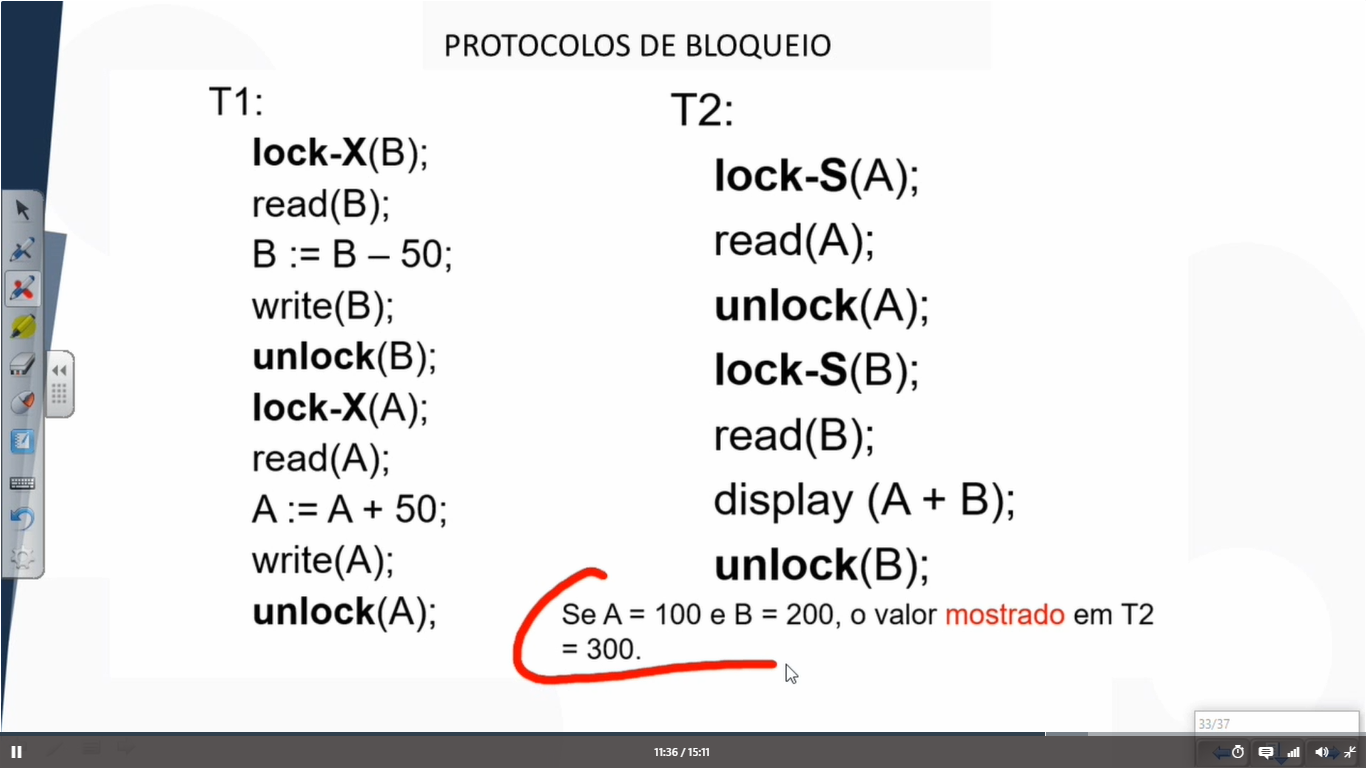 PROTOCOLOS DE BLOQUEIO
T1:
lock-X(B);
read(B);
B := B – 50;
write(B);
unlock(B);
lock-X(A);
read(A);
A := A + 50;
write(A);
unlock(A);
T2:
lock-S(A);
read(A);
unlock(A);
lock-S(B);
read(B);
display (A + B);
unlock(B);
Se A = 100 e B = 200, o valor mostrado em T2
= 300.
33/37
11:36 / 15:11